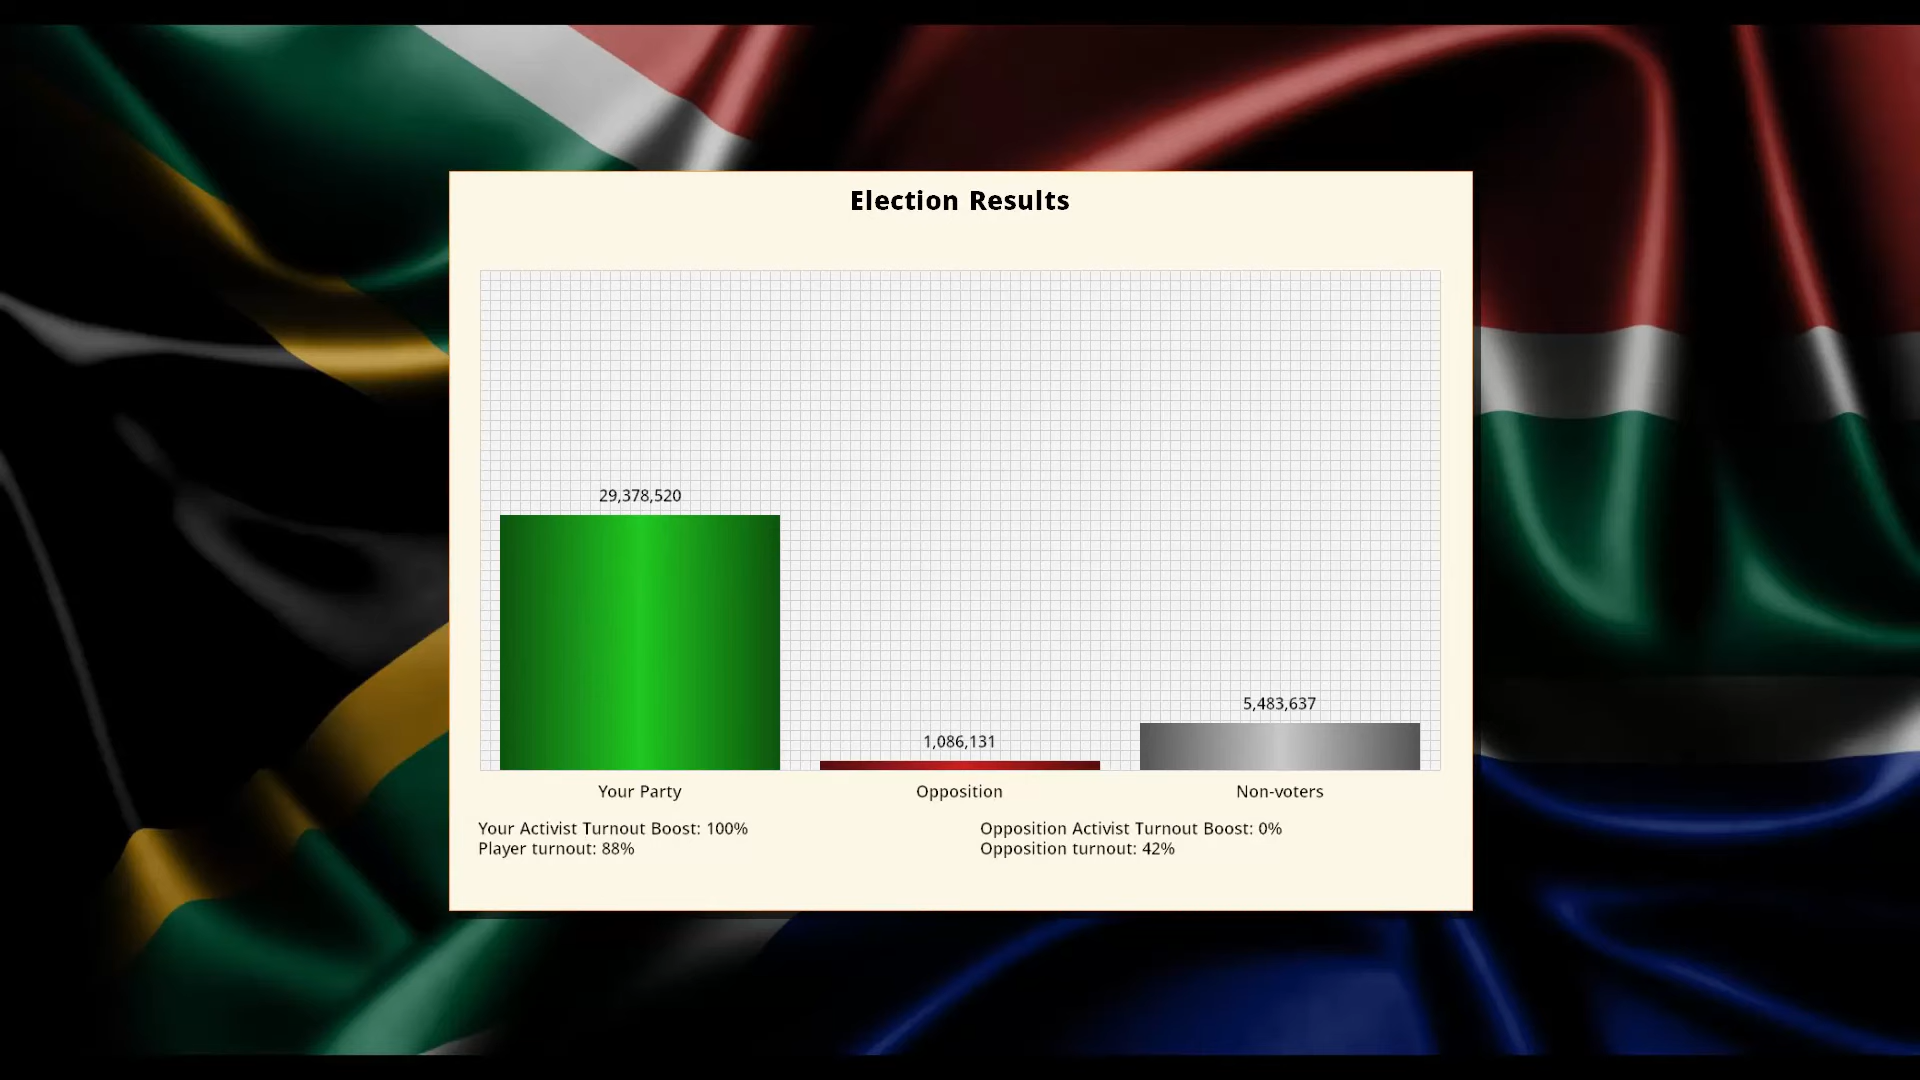 Election Results
29,378,520
1,086,131
5,483,637
Your Party
Opposition
Non-voters
Your Activist Turnout Boost: 100%
Player turnout: 88%
Opposition Activist Turnout Boost: 0%
Opposition turnout: 42%